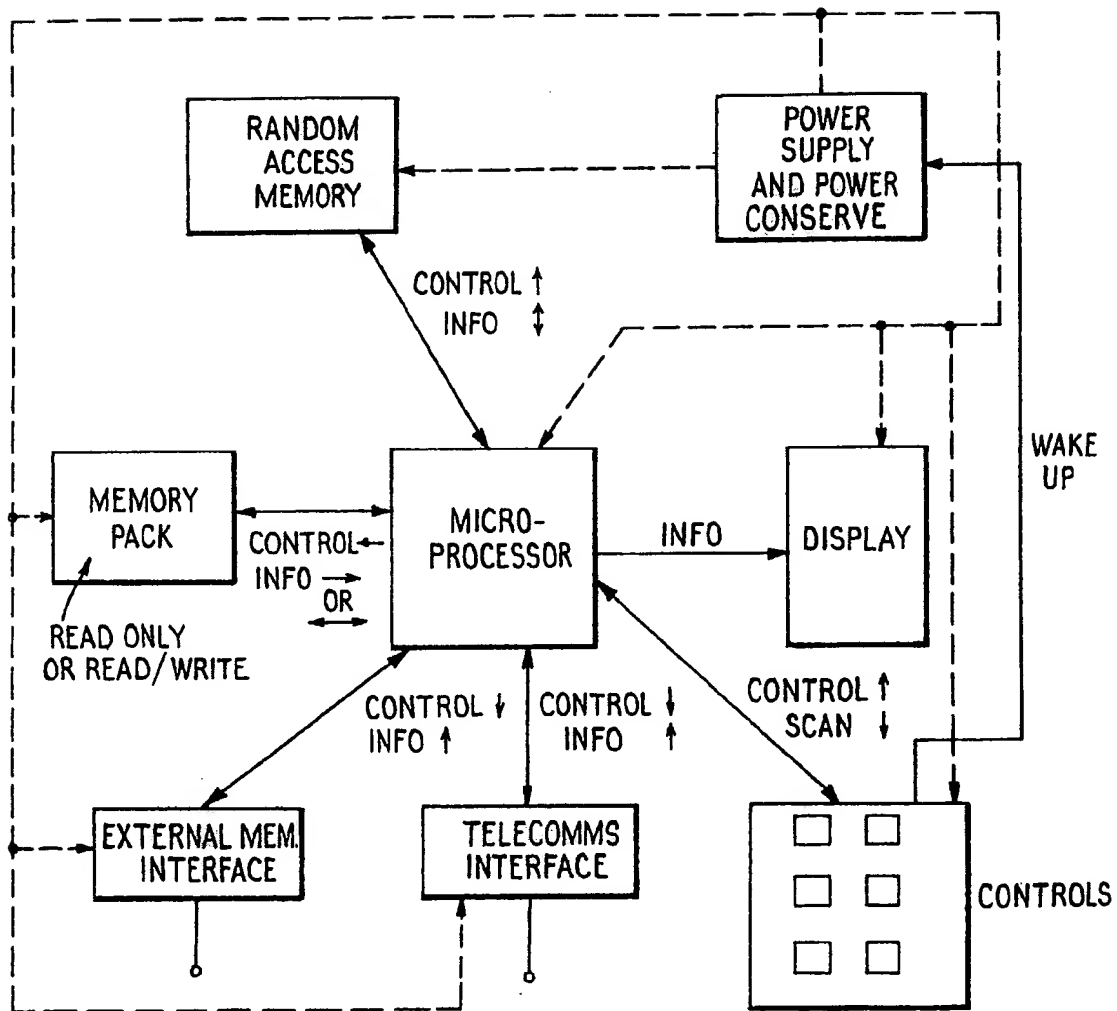 RANDOM
ACCESS
MEMORY
POWER
SUPPLY
AND POWER
CONSERVE
CONTROL ↑
INFO ↕
WAKE
UP
MEMORY
PACK
CONTROL ←
INFO →
OR
↔
READ ONLY
OR READ/WRITE
MICRO-
PROCESSOR
INFO
DISPLAY
CONTROL ↓
INFO ↑
CONTROL ↓
INFO ↑
CONTROL ↑
SCAN ↓
EXTERNAL MEM.
INTERFACE
TELECOMMS
INTERFACE
CONTROLS